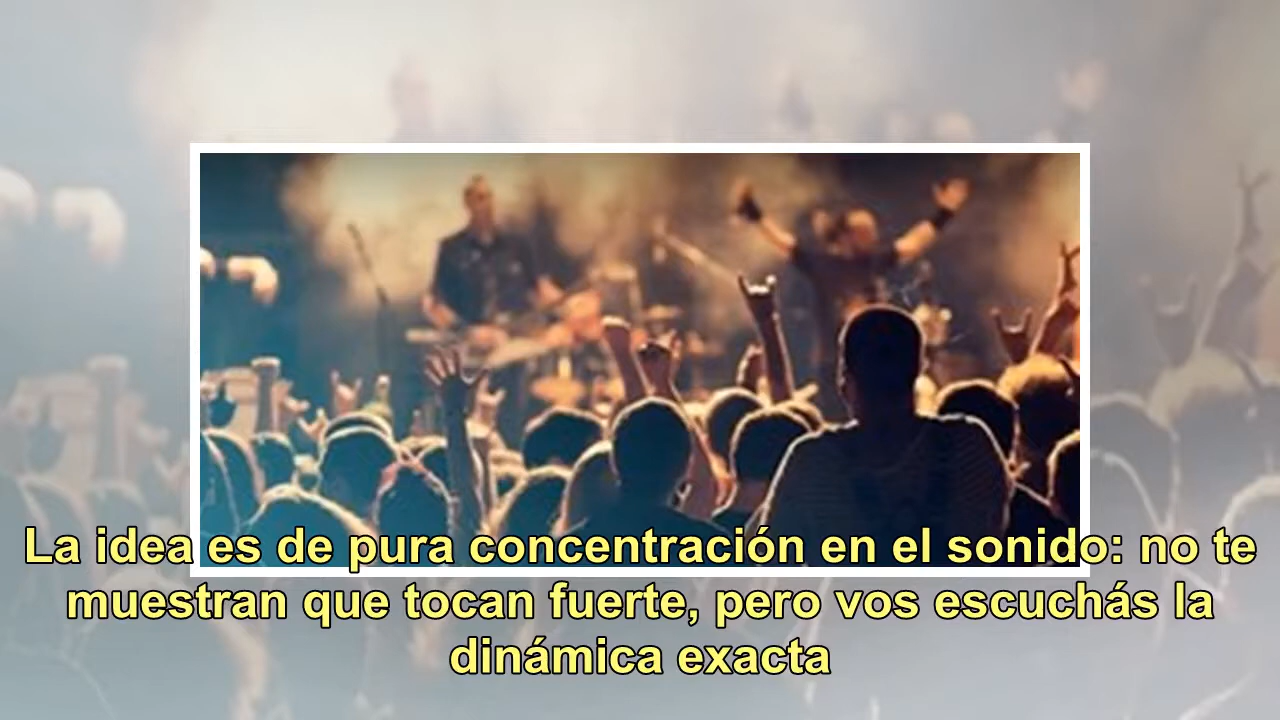 La idea es de pura concentración en el sonido: no te
muestran que tocan fuerte, pero vos escuchás la
dinámica exacta